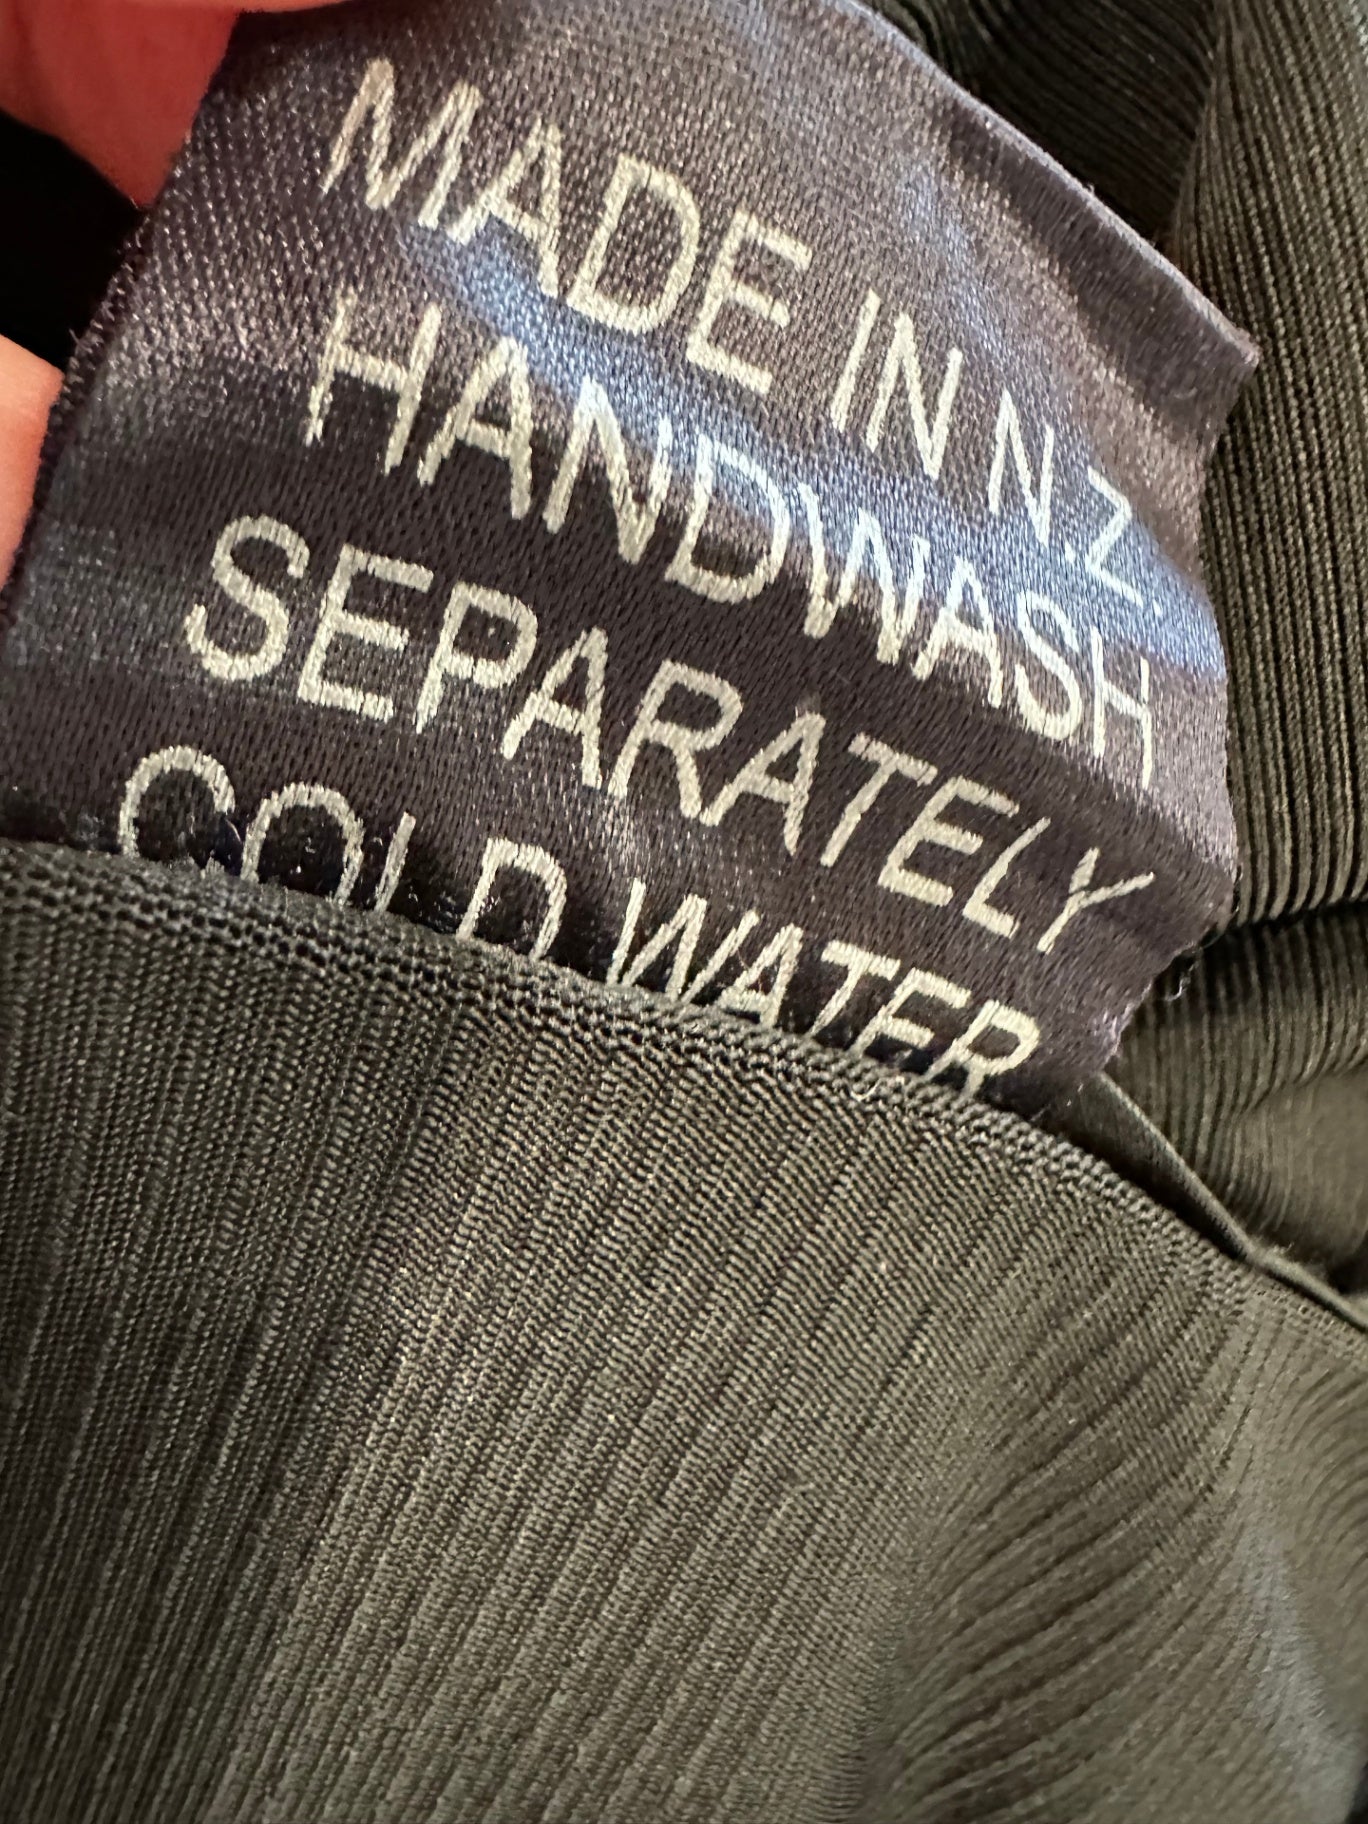 MADE IN N.Z.
HANDWASH
SEPARATELY
COLD WATER